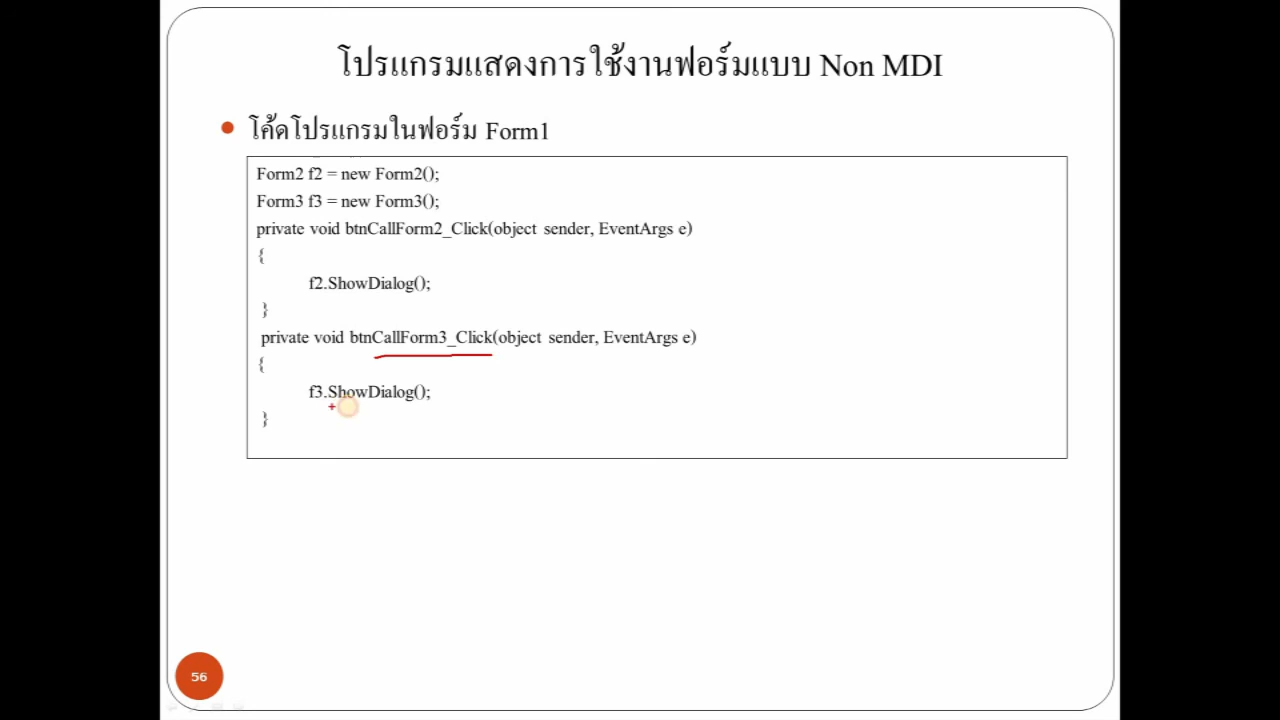 โปรแกรมแสดงการใช้งานฟอร์มแบบ Non MDI
โค้ดโปรแกรมในฟอร์ม Form1
Form2 f2 = new Form2();
Form3 f3 = new Form3();
private void btnCallForm2_Click(object sender, EventArgs e)
{
f2.ShowDialog();
}
private void btnCallForm3_Click(object sender, EventArgs e)
{
f3.ShowDialog();
}
56